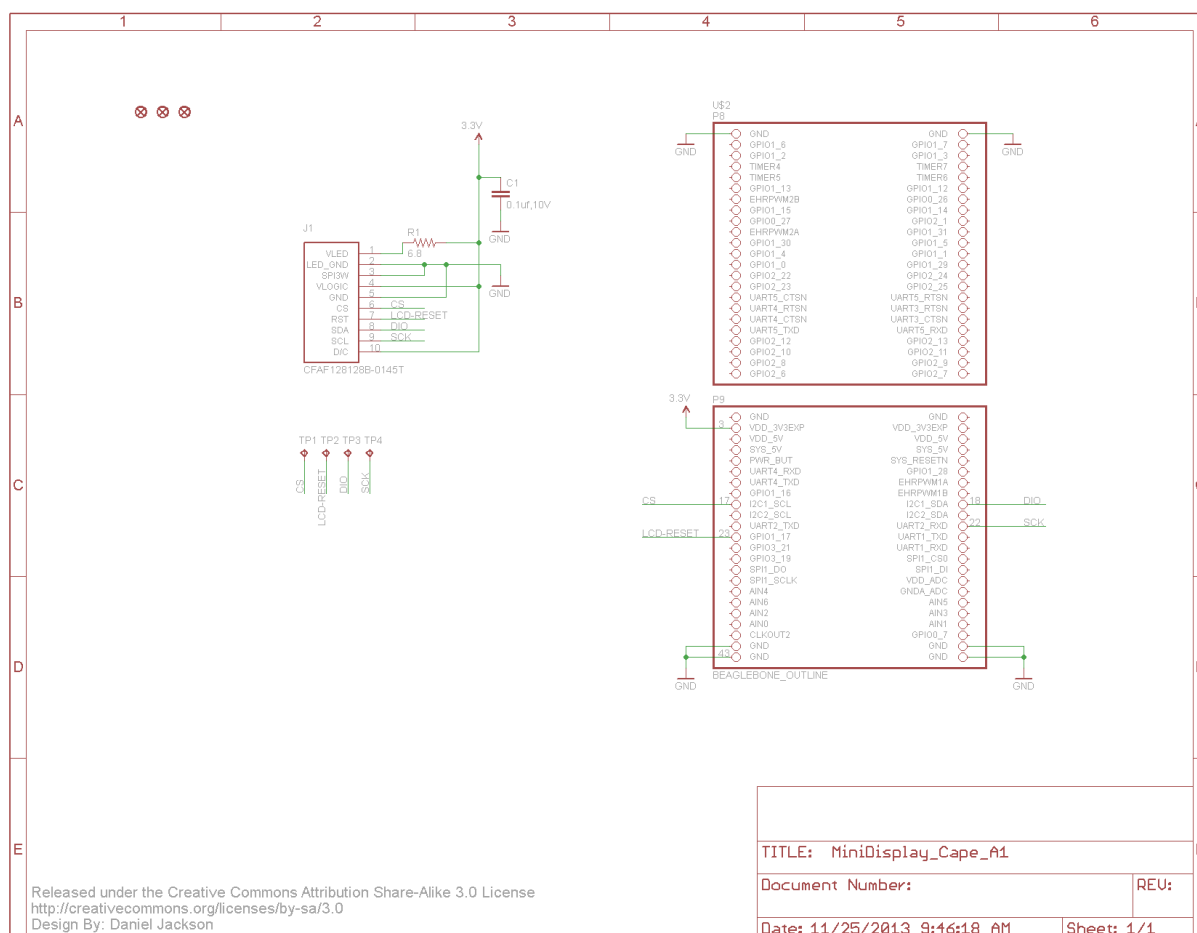 1 2 3 4 5 6
A
B
C
D
E
3.3V
C1
0.1uf,10V
GND
R1
6.8
GND
J1
VLED 1
LED_GND 2
SPI3W 3
VLOGIC 4
GND 5
CS 6 CS
RST 7 LCD-RESET
SDA 8 DIO
SCL 9 SCK
D/C 10
CFAF128128B-0145T
TP1 TP2 TP3 TP4
CS LCD-RESET DIO SCK
U$2
P8
GND GND
GND GND
GPIO1_6 GPIO1_7
GPIO1_2 GPIO1_3
TIMER4 TIMER7
TIMER5 TIMER6
GPIO1_13 GPIO1_12
EHRPWM2B GPIO0_26
GPIO1_15 GPIO1_14
GPIO0_27 GPIO2_1
EHRPWM2A GPIO1_31
GPIO1_30 GPIO1_5
GPIO1_4 GPIO1_1
GPIO1_0 GPIO1_29
GPIO2_22 GPIO2_24
GPIO2_23 GPIO2_25
UART5_CTSN UART5_RTSN
UART4_RTSN UART3_RTSN
UART4_CTSN UART3_CTSN
UART5_TXD UART5_RXD
GPIO2_12 GPIO2_13
GPIO2_10 GPIO2_11
GPIO2_8 GPIO2_9
GPIO2_6 GPIO2_7
3.3V
P9
GND GND
3 VDD_3V3EXP VDD_3V3EXP
VDD_5V VDD_5V
SYS_5V SYS_5V
PWR_BUT SYS_RESETN
UART4_RXD GPIO1_28
UART4_TXD EHRPWM1A
GPIO1_16 EHRPWM1B
CS 17 I2C1_SCL I2C1_SDA 18 DIO
I2C2_SCL I2C2_SDA
UART2_TXD UART2_RXD 22 SCK
LCD-RESET 23 GPIO1_17 UART1_TXD
GPIO3_21 UART1_RXD
GPIO3_19 SPI1_CS0
SPI1_DO SPI1_DI
SPI1_SCLK VDD_ADC
AIN4 GNDA_ADC
AIN6 AIN5
AIN2 AIN3
AIN0 AIN1
CLKOUT2 GPIO0_7
GND GND
43 GND GND
BEAGLEBONE_OUTLINE
GND GND
TITLE: MiniDisplay_Cape_A1
Document Number: REV:
Date: 11/25/2013 9:46:18 AM Sheet: 1/1
Released under the Creative Commons Attribution Share-Alike 3.0 License
http://creativecommons.org/licenses/by-sa/3.0
Design By: Daniel Jackson